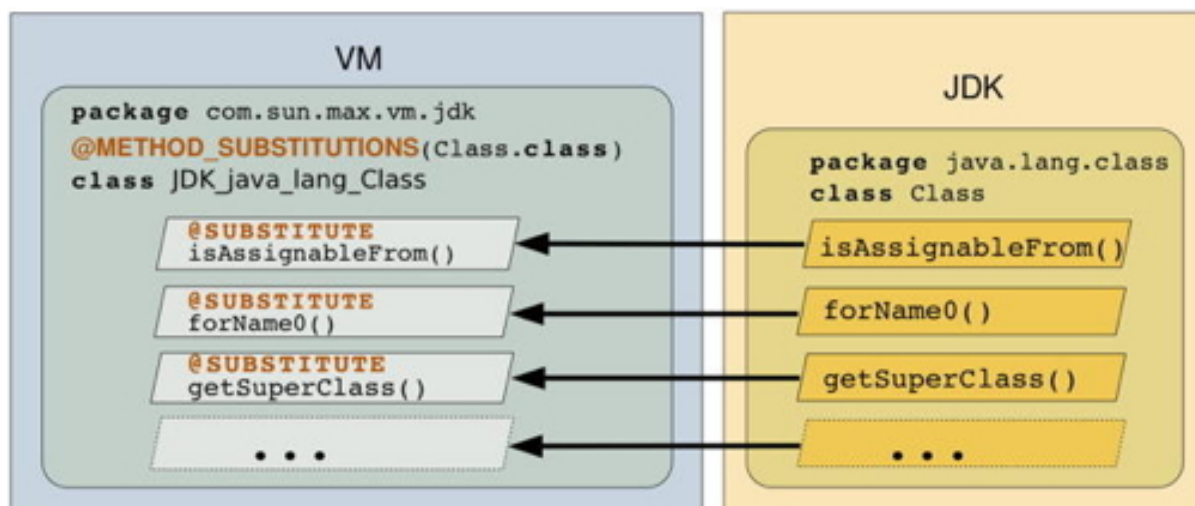 VM
package com.sun.max.vm.jdk
@METHOD_SUBSTITUTIONS(Class.class)
class JDK_java_lang_Class
@SUBSTITUTE
isAssignableFrom()
@SUBSTITUTE
forName0()
@SUBSTITUTE
getSuperClass()
...
JDK
package java.lang.class
class Class
isAssignableFrom()
forName0()
getSuperClass()
...